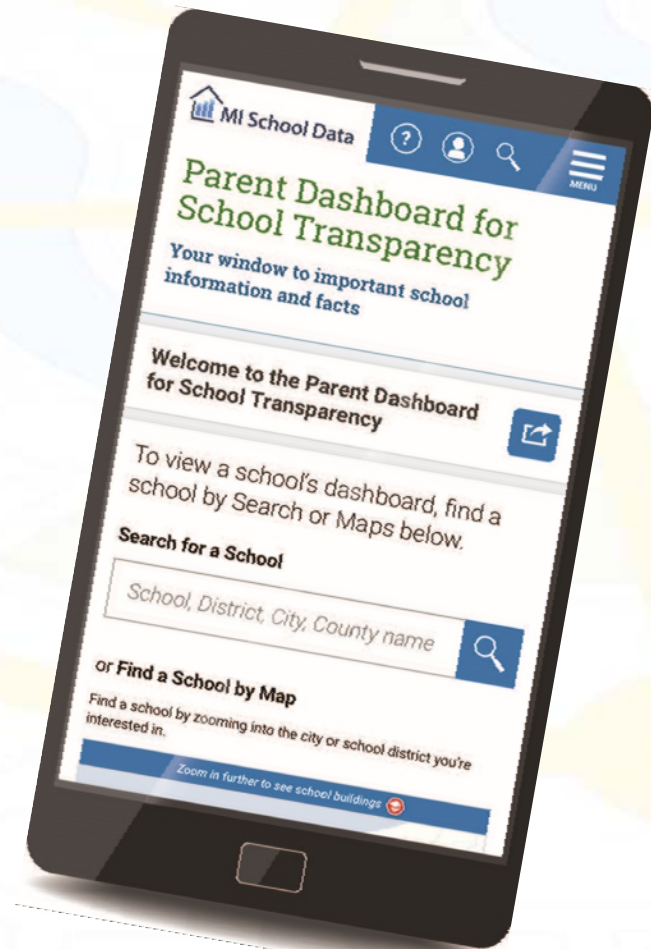 MI School Data
?
MENU
Parent Dashboard for
School Transparency
Your window to important school
information and facts
Welcome to the Parent Dashboard
for School Transparency
To view a school's dashboard, find a
school by Search or Maps below.
Search for a School
School, District, City, County name
or Find a School by Map
Find a school by zooming into the city or school district you're
interested in.
Zoom in further to see school buildings